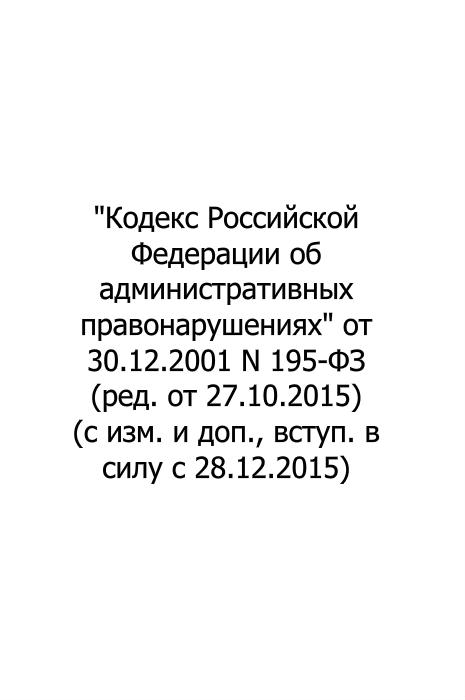 "Кодекс Российской
Федерации об
административных
правонарушениях" от
30.12.2001 N 195-ФЗ
(ред. от 27.10.2015)
(с изм. и доп., вступ. в
силу с 28.12.2015)